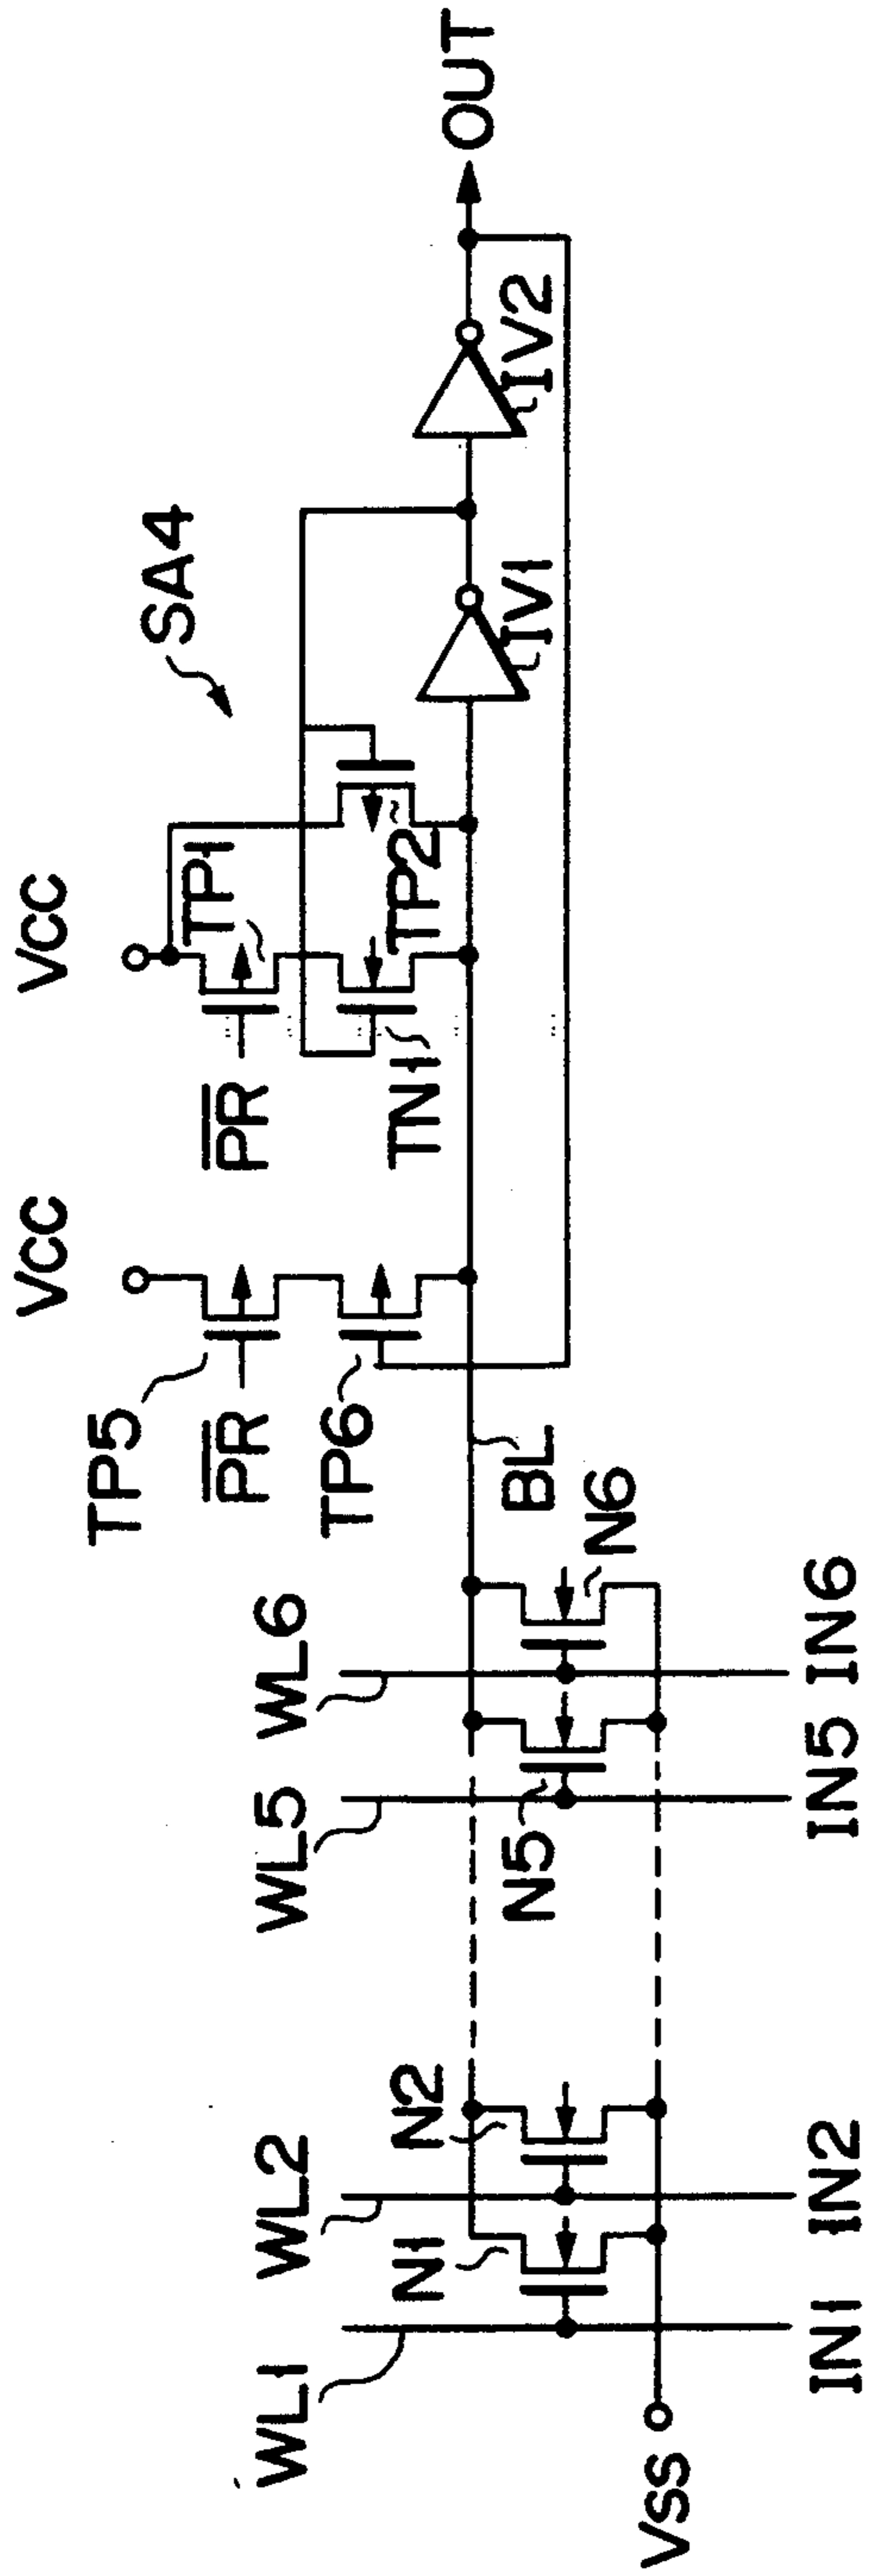 VCC
VCC
SA4
TP5
PR
TP6
PR
TP1
TN1
TP2
WL1
WL2
WL5
WL6
N1
N2
N5
BL
N6
IV1
IV2
OUT
VSS
IN1
IN2
IN5
IN6